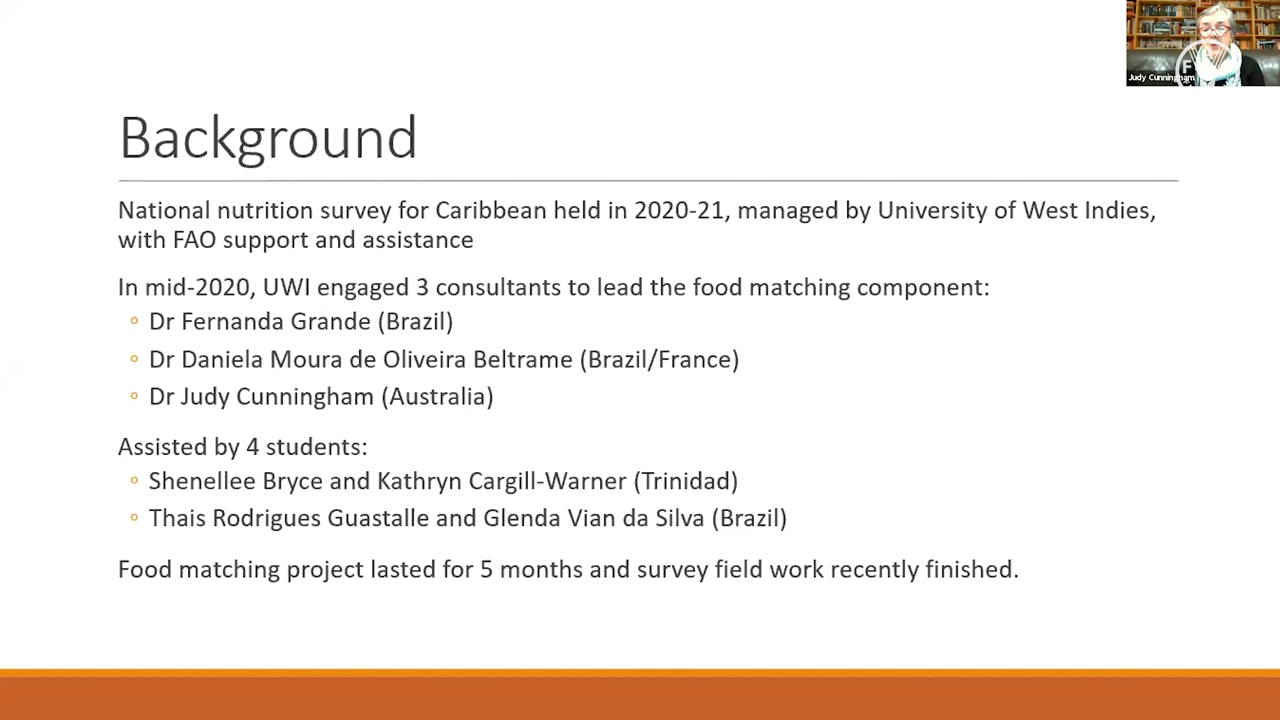 Judy Cunningham
Background
National nutrition survey for Caribbean held in 2020-21, managed by University of West Indies,
with FAO support and assistance
In mid-2020, UWI engaged 3 consultants to lead the food matching component:
Dr Fernanda Grande (Brazil)
Dr Daniela Moura de Oliveira Beltrame (Brazil/France)
Dr Judy Cunningham (Australia)
Assisted by 4 students:
Shenellee Bryce and Kathryn Cargill-Warner (Trinidad)
Thais Rodrigues Guastalle and Glenda Vian da Silva (Brazil)
Food matching project lasted for 5 months and survey field work recently finished.